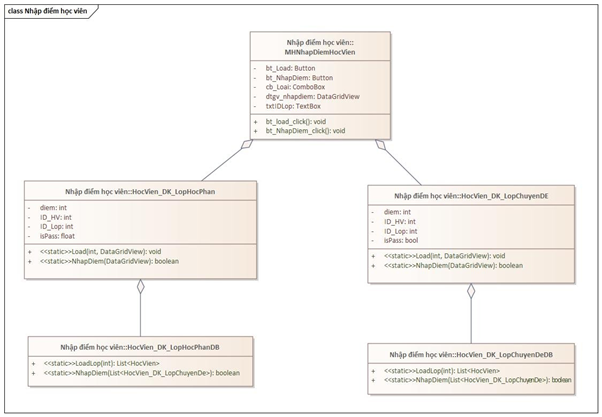 class Nhập điểm học viên
Nhập điểm học viên::
MHNhapDiemHocVien
- bt_Load: Button
- bt_NhapDiem: Button
- cb_Loai: ComboBox
- dtgv_nhapdiem: DataGridView
- txtIDLop: TextBox
+ bt_load_click(): void
+ bt_NhapDiem_click(): void
Nhập điểm học viên::HocVien_DK_LopHocPhan
- diem: int
- ID_HV: int
- ID_Lop: int
- isPass: float
+ <<static>>Load(int, DataGridView): void
+ <<static>>NhapDiem(DataGridView): boolean
Nhập điểm học viên::HocVien_DK_LopChuyenDE
- diem: int
- ID_HV: int
- ID_Lop: int
- isPass: bool
+ <<static>>Load(int, DataGridView): void
+ <<static>>NhapDiem(DataGridView): boolean
Nhập điểm học viên::HocVien_DK_LopHocPhanDB
+ <<static>>LoadLop(int): List<HocVien>
+ <<static>>NhapDiem(List<HocVien_DK_LopChuyenDe>): boolean
Nhập điểm học viên::HocVien_DK_LopChuyenDeDB
+ <<static>>LoadLop(int): List<HocVien>
+ <<static>>NhapDiem(List<HocVien_DK_LopChuyenDe>): boolean